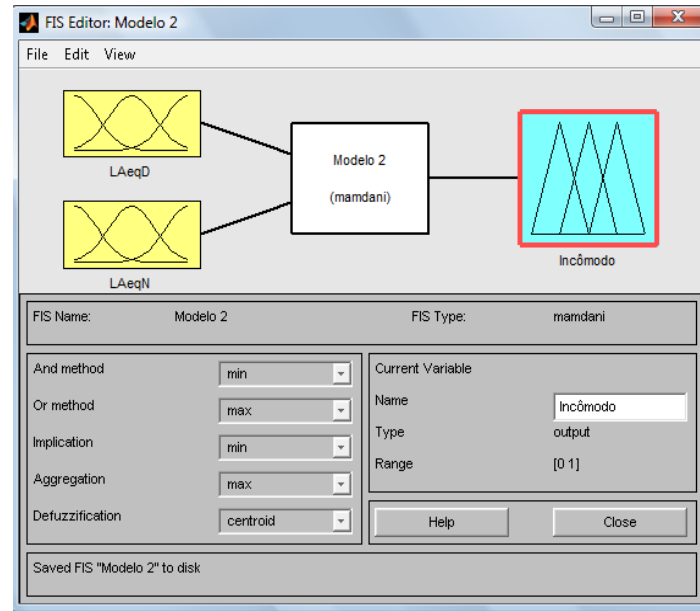 FIS Editor: Modelo 2
File Edit View
LAeqD
LAeqN
Modelo 2
(mamdani)
Incômodo
FIS Name: Modelo 2 FIS Type: mamdani
And method min
Or method max
Implication min
Aggregation max
Defuzzification centroid
Current Variable
Name Incômodo
Type output
Range [0 1]
Help Close
Saved FIS "Modelo 2" to disk